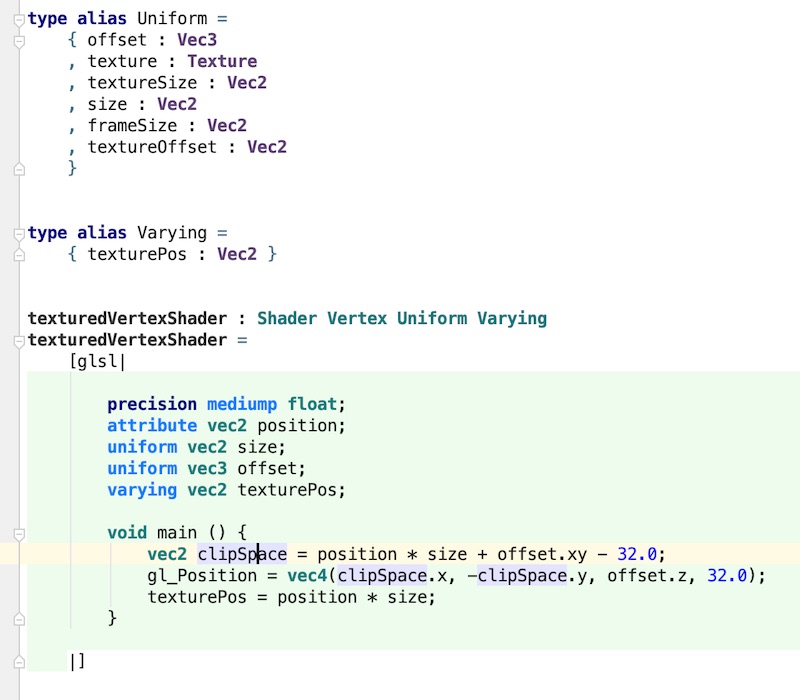 type alias Uniform =
{ offset : Vec3
, texture : Texture
, textureSize : Vec2
, size : Vec2
, frameSize : Vec2
, textureOffset : Vec2
}
type alias Varying =
{ texturePos : Vec2 }
texturedVertexShader : Shader Vertex Uniform Varying
texturedVertexShader =
[glsl|
precision mediump float;
attribute vec2 position;
uniform vec2 size;
uniform vec3 offset;
varying vec2 texturePos;
void main () {
vec2 clipSpace = position * size + offset.xy - 32.0;
gl_Position = vec4(clipSpace.x, -clipSpace.y, offset.z, 32.0);
texturePos = position * size;
}
|]